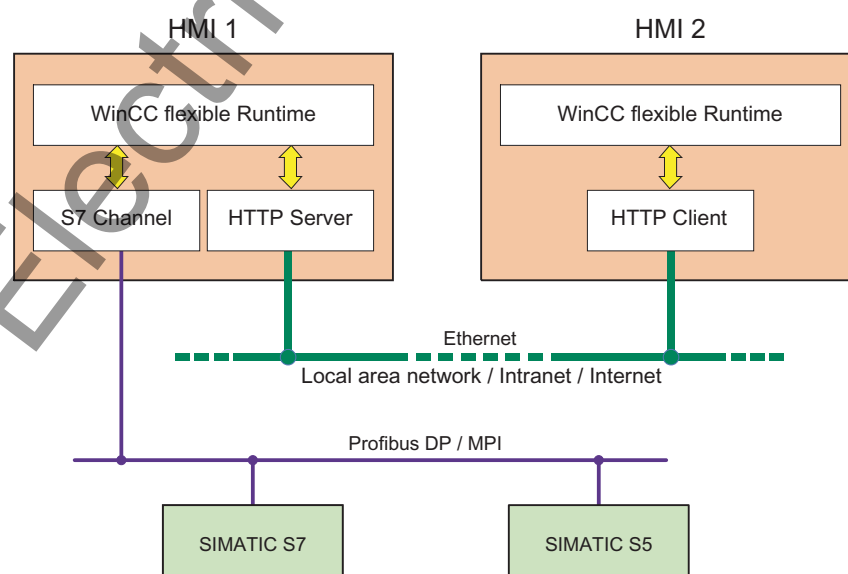 HMI 1
HMI 2
WinCC flexible Runtime
WinCC flexible Runtime
S7 Channel
HTTP Server
HTTP Client
Ethernet
Local area network / Intranet / Internet
Profibus DP / MPI
SIMATIC S7
SIMATIC S5
Electri